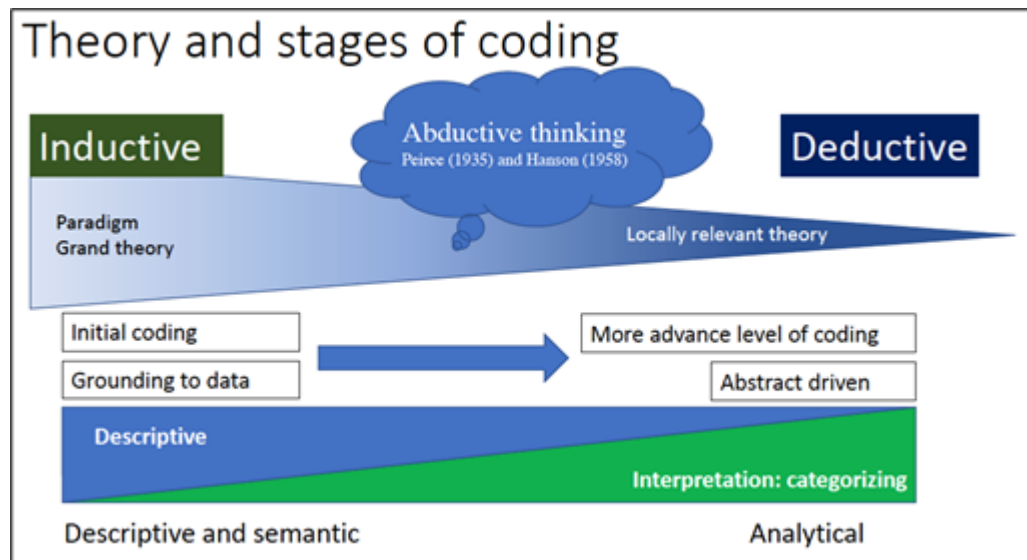 Theory and stages of coding
Abductive thinking
Peirce (1935) and Hanson (1958)
Inductive
Deductive
Paradigm
Grand theory
Locally relevant theory
Initial coding
More advance level of coding
Grounding to data
Abstract driven
Descriptive
Interpretation: categorizing
Descriptive and semantic
Analytical